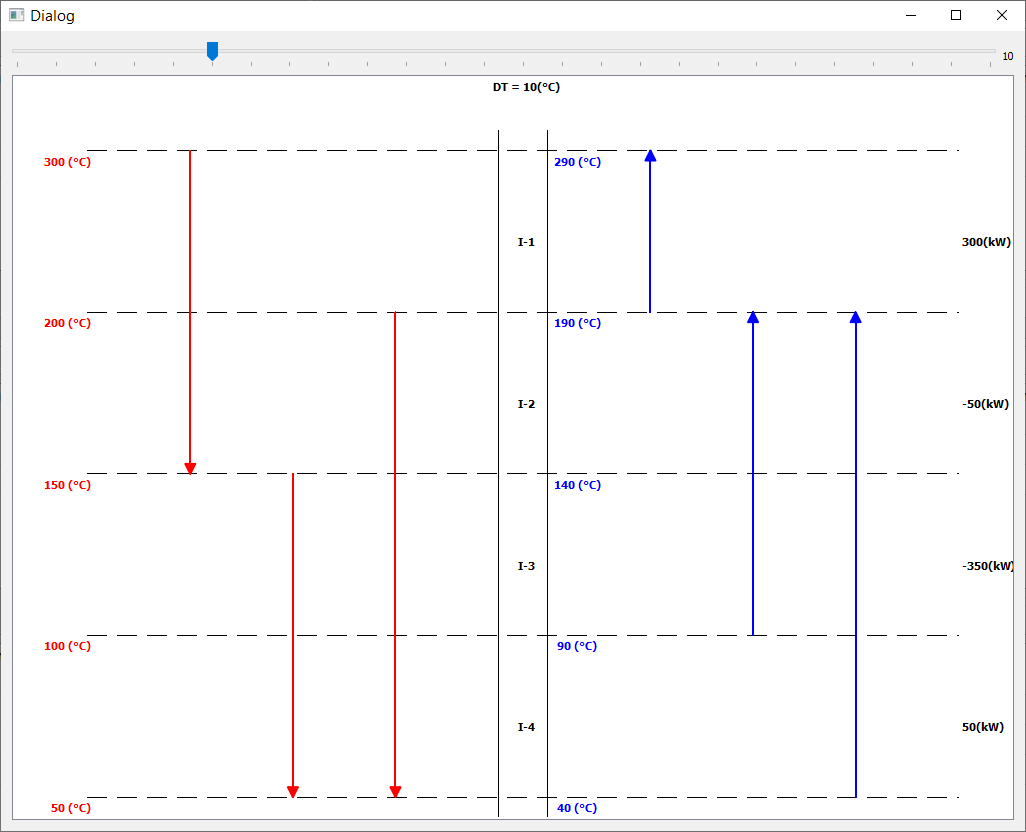 Dialog
10
DT = 10(°C)
300 (°C)
290 (°C)
I-1
300(kW)
200 (°C)
190 (°C)
I-2
-50(kW)
150 (°C)
140 (°C)
I-3
-350(kW)
100 (°C)
90 (°C)
I-4
50(kW)
50 (°C)
40 (°C)